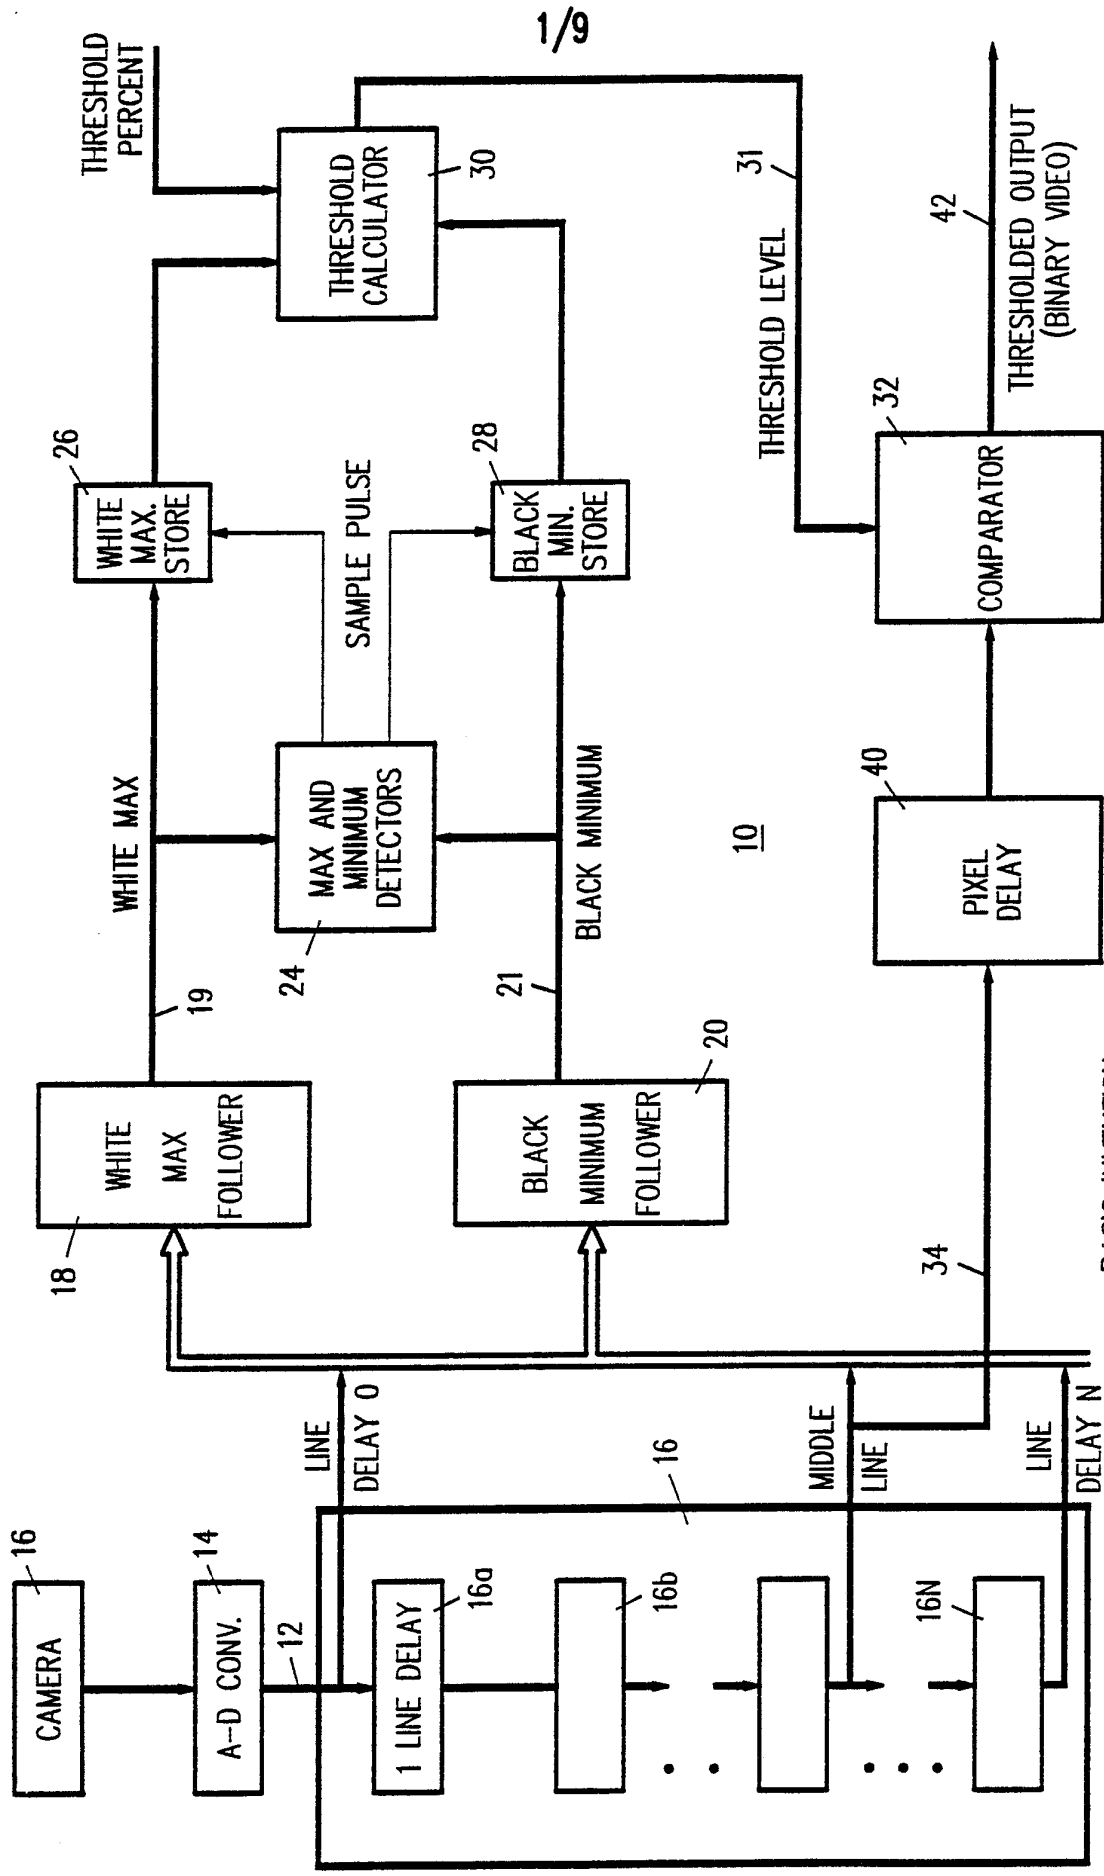 1/9
CAMERA
16
A-D CONV.
14
12
1 LINE DELAY
16a
16b
16N
16
LINE
DELAY 0
MIDDLE
LINE
LINE
DELAY N
34
WHITE
MAX
FOLLOWER
18
BLACK
MINIMUM
FOLLOWER
20
19
WHITE MAX
21
BLACK MINIMUM
MAX AND
MINIMUM
DETECTORS
24
SAMPLE PULSE
WHITE
MAX.
STORE
26
BLACK
MIN.
STORE
28
THRESHOLD
PERCENT
THRESHOLD
CALCULATOR
30
THRESHOLD LEVEL
31
10
PIXEL
DELAY
40
COMPARATOR
32
42
THRESHOLDED OUTPUT
(BINARY VIDEO)